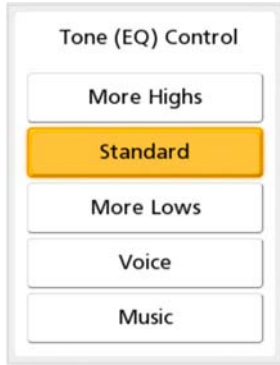 Tone (EQ) Control
More Highs
Standard
More Lows
Voice
Music